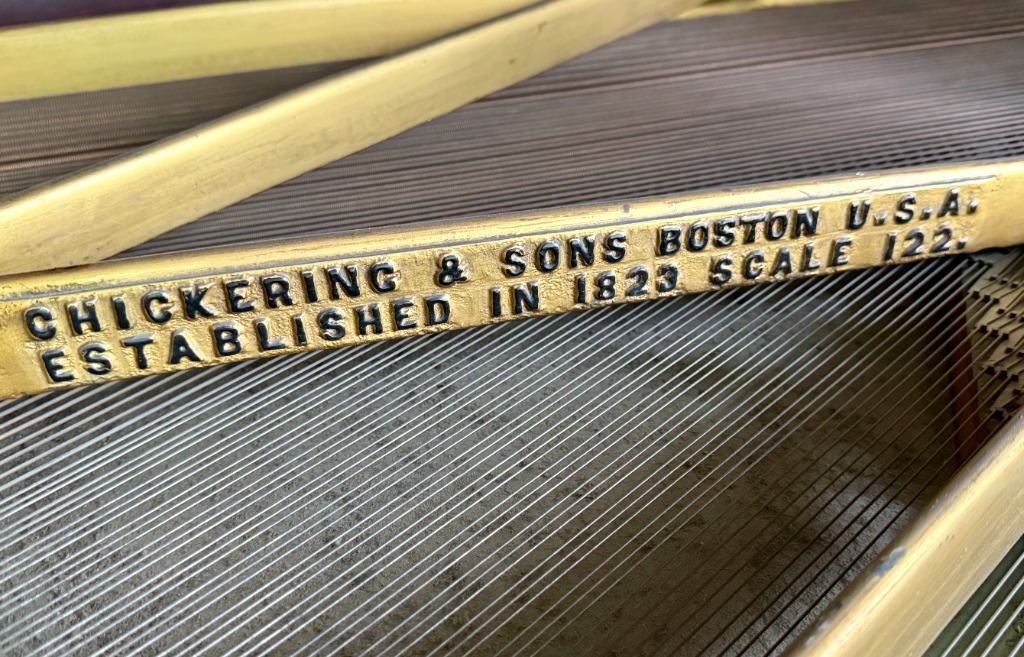 CHICKERING & SONS BOSTON U.S.A.
ESTABLISHED IN 1823 SCALE 122.